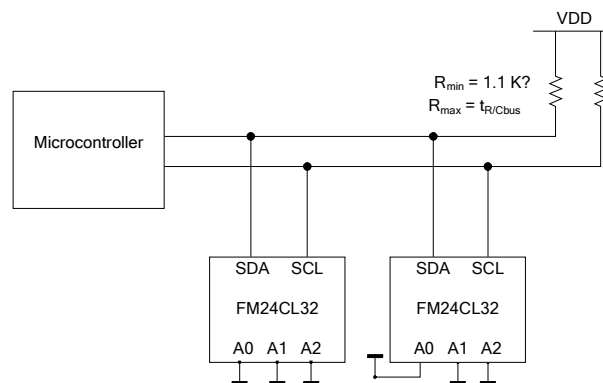 VDD
Rmin = 1.1 K?
Rmax = tR/Cbus
Microcontroller
SDA SCL
FM24CL32
A0 A1 A2
SDA SCL
FM24CL32
A0 A1 A2